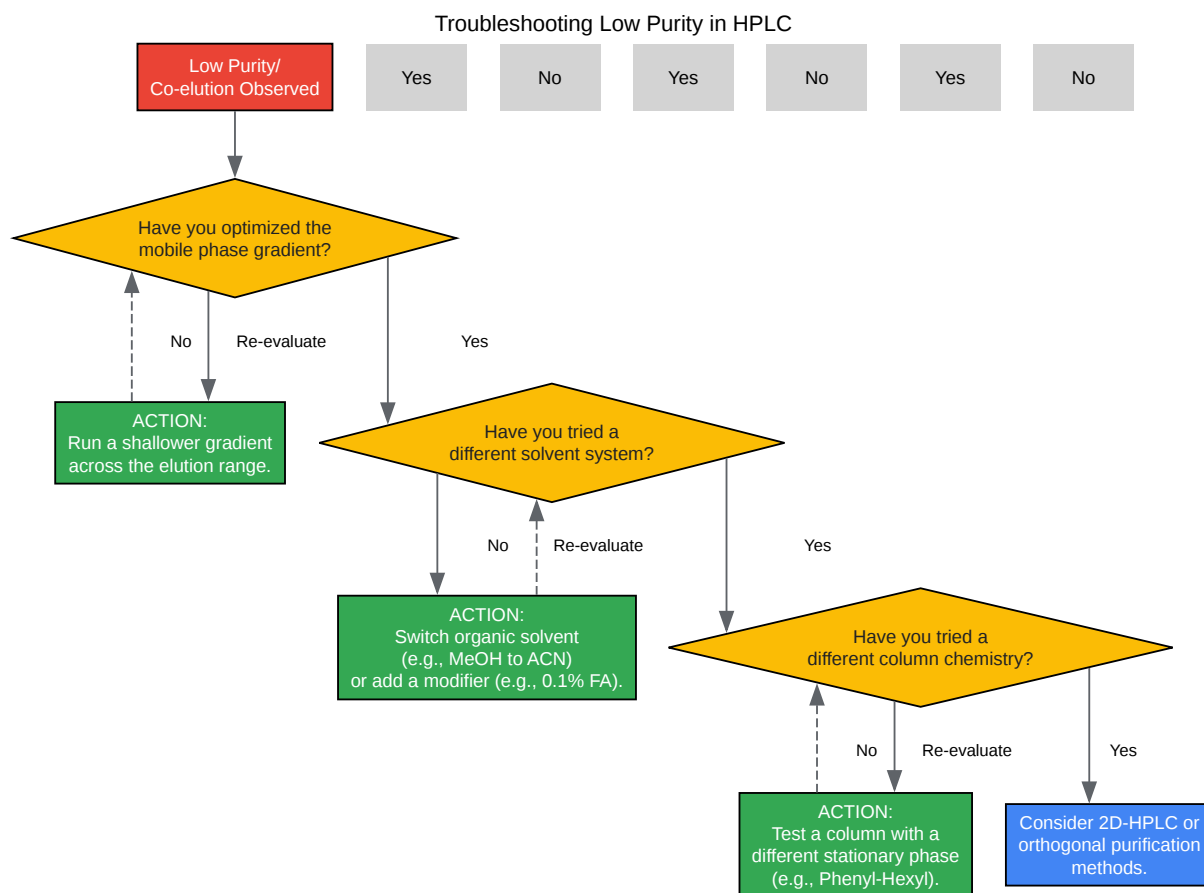 Troubleshooting Low Purity in HPLC
Low Purity/
Co-elution Observed
Yes
No
Yes
No
Yes
No
Have you optimized the
mobile phase gradient?
No
Re-evaluate
Yes
ACTION:
Run a shallower gradient
across the elution range.
Have you tried a
different solvent system?
No
Re-evaluate
Yes
ACTION:
Switch organic solvent
(e.g., MeOH to ACN)
or add a modifier (e.g., 0.1% FA).
Have you tried a
different column chemistry?
No
Re-evaluate
Yes
ACTION:
Test a column with a
different stationary phase
(e.g., Phenyl-Hexyl).
Consider 2D-HPLC or
orthogonal purification
methods.